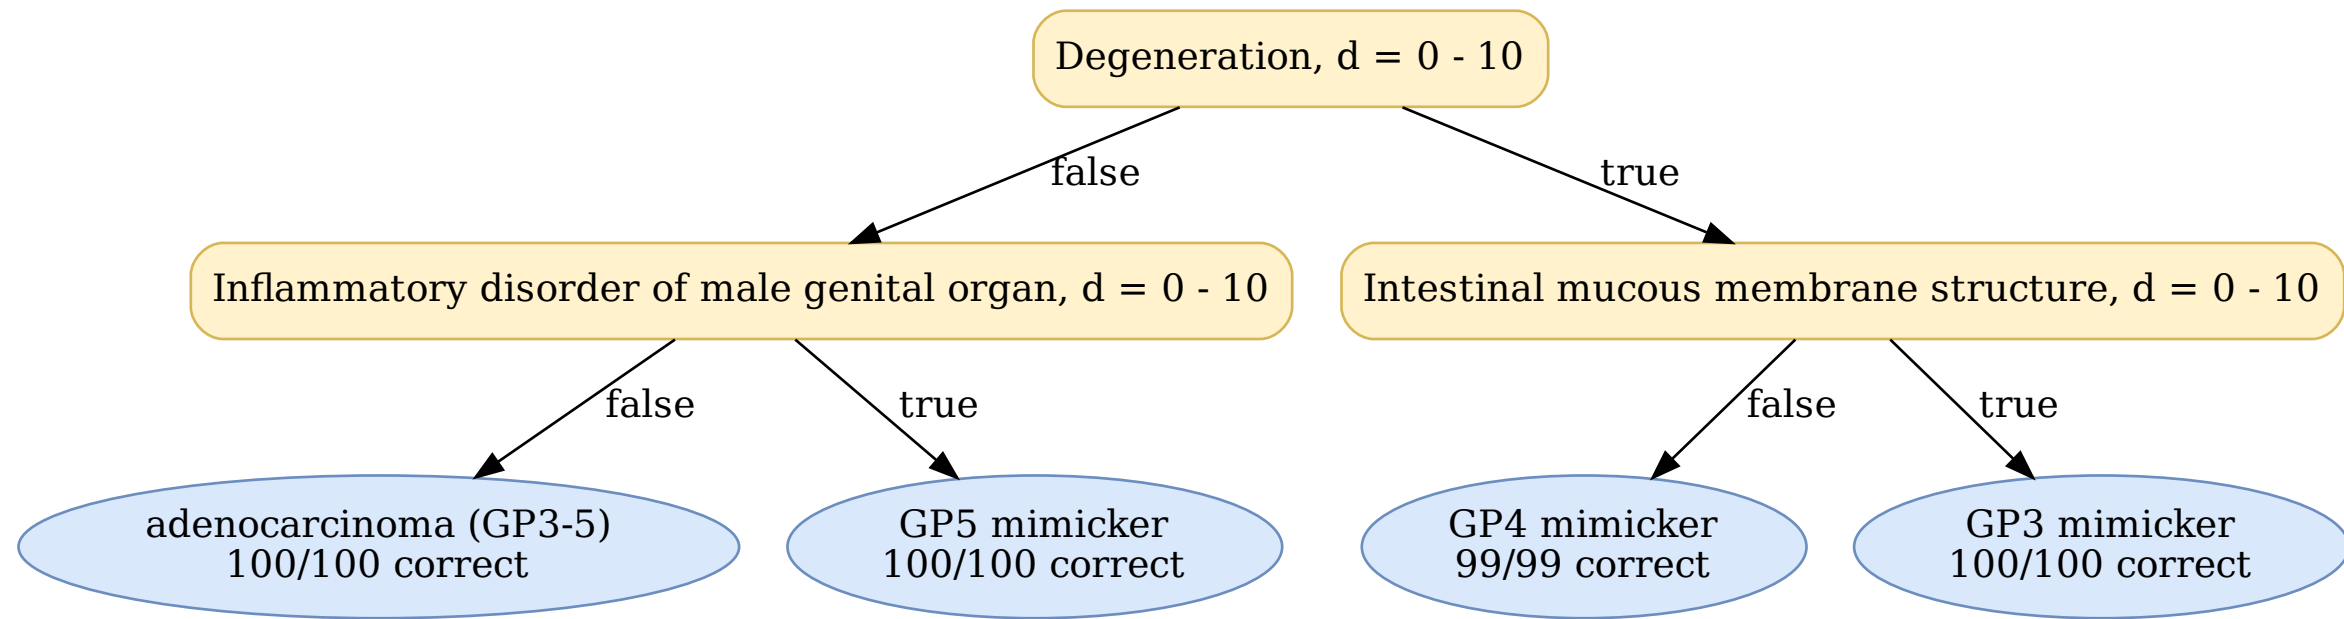 Degeneration, d = 0 - 10
false
true
Inflammatory disorder of male genital organ, d = 0 - 10
Intestinal mucous membrane structure, d = 0 - 10
false
true
false
true
adenocarcinoma (GP3-5)
100/100 correct
GP5 mimicker
100/100 correct
GP4 mimicker
99/99 correct
GP3 mimicker
100/100 correct